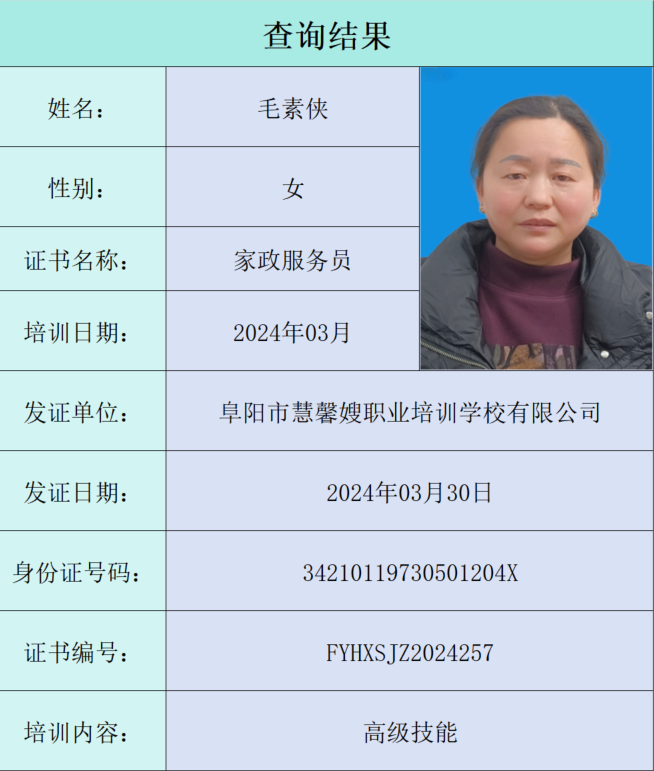 查询结果
姓名： 毛素侠
性别： 女
证书名称： 家政服务员
培训日期： 2024年03月
发证单位： 阜阳市慧馨嫂职业培训学校有限公司
发证日期： 2024年03月30日
身份证号码： 34210119730501204X
证书编号： FYHXSJZ2024257
培训内容： 高级技能